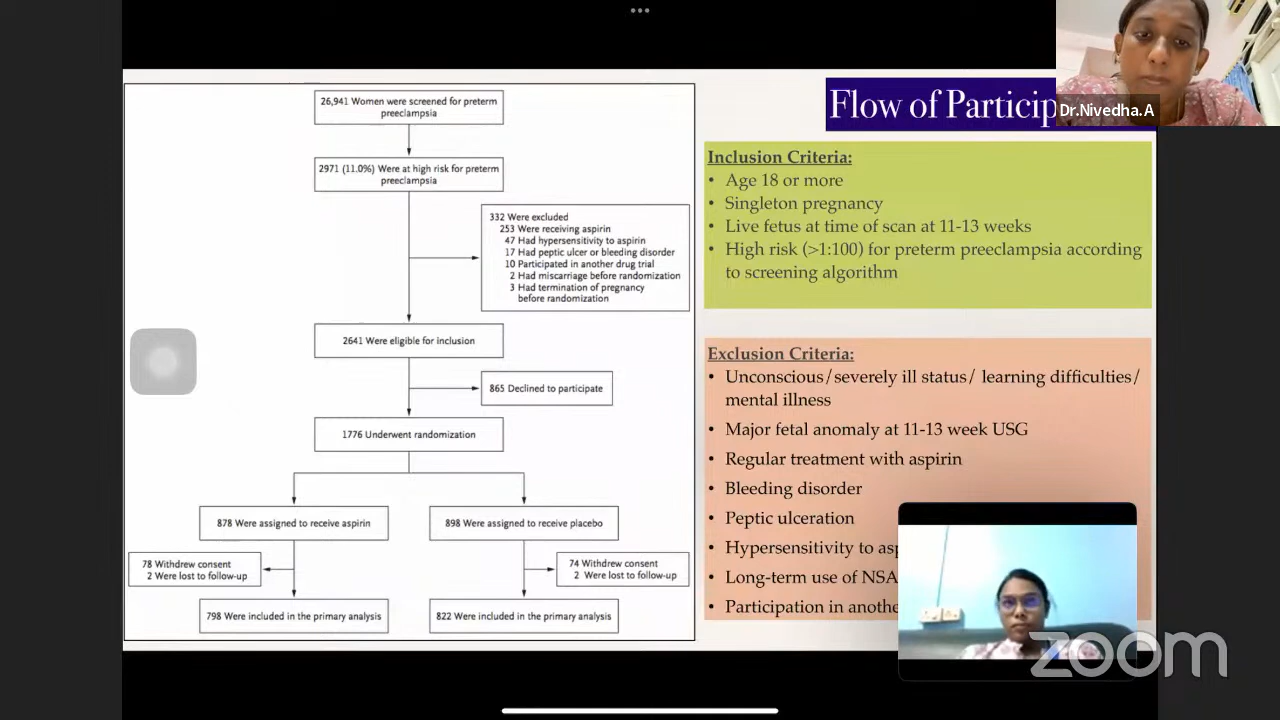 26,941 Women were screened for preterm
preeclampsia
2971 (11.0%) Were at high risk for preterm
preeclampsia
332 Were excluded
253 Were receiving aspirin
47 Had hypersensitivity to aspirin
17 Had peptic ulcer or bleeding disorder
10 Participated in another drug trial
2 Had miscarriage before randomization
3 Had termination of pregnancy
before randomization
2641 Were eligible for inclusion
865 Declined to participate
1776 Underwent randomization
878 Were assigned to receive aspirin
898 Were assigned to receive placebo
78 Withdrew consent
2 Were lost to follow-up
74 Withdrew consent
2 Were lost to follow-up
798 Were included in the primary analysis
822 Were included in the primary analysis
Flow of Particip
Dr.Nivedha.A
Inclusion Criteria:
• Age 18 or more
• Singleton pregnancy
• Live fetus at time of scan at 11-13 weeks
• High risk (>1:100) for preterm preeclampsia according
to screening algorithm
Exclusion Criteria:
• Unconscious/severely ill status/ learning difficulties/
mental illness
• Major fetal anomaly at 11-13 week USG
• Regular treatment with aspirin
• Bleeding disorder
• Peptic ulceration
• Hypersensitivity to asp
• Long-term use of NSA
• Participation in anothe
zoom